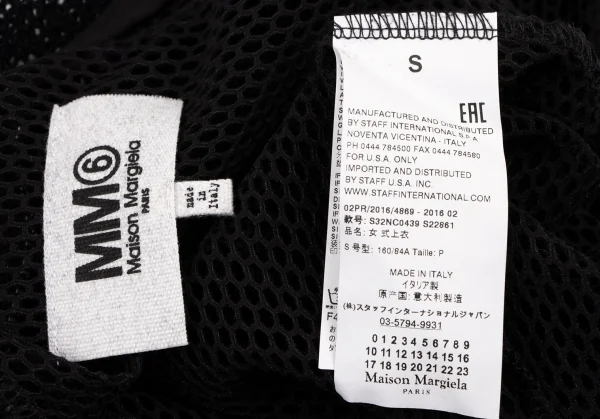 MM⑥
Maison Margiela
PARIS
made
in
Italy
S
EAC
MANUFACTURED AND DISTRIBUTED
BY STAFF INTERNATIONAL S.P.A.
NOVENTA VICENTINA - ITALY
PH 0444 784500 FAX 0444 784580
FOR U.S.A. ONLY
IMPORTED AND DISTRIBUTED
BY STAFF U.S.A. INC.
WWW.STAFFINTERNATIONAL.COM
02PR/2016/4869 - 2016 02
款号: S32NC0439 S22861
品名: 女式上衣
S 号型: 160/84A Taille: P
MADE IN ITALY
イタリア製
原产国: 意大利製造
(株)スタッフインターナショナルジャパン
03-5794-9931
0 1 2 3 4 5 6 7 8 9
10 11 12 13 14 15 16
17 18 19 20 21 22 23
Maison Margiela
PARIS